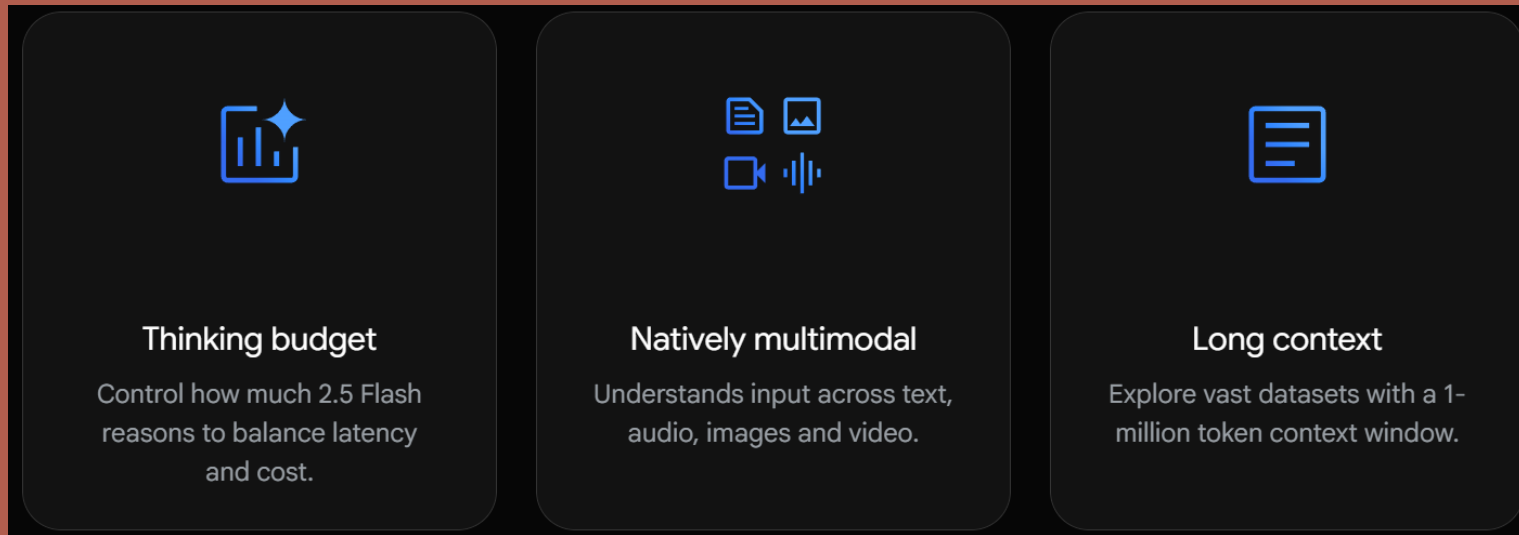 Thinking budget
Control how much 2.5 Flash
reasons to balance latency
and cost.
Natively multimodal
Understands input across text,
audio, images and video.
Long context
Explore vast datasets with a 1-
million token context window.